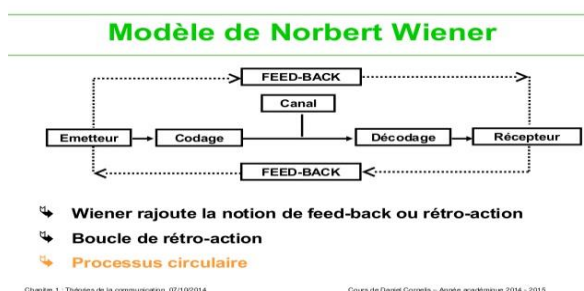 Modèle de Norbert Wiener
FEED-BACK
Canal
Emetteur Codage Décodage Récepteur
FEED-BACK
Wiener rajoute la notion de feed-back ou rétro-action
Boucle de rétro-action
Processus circulaire
Chapitre 1 : Théories de la communication 07/10/2014 Cours de Daniel Cornelis – Année académique 2014 - 2015